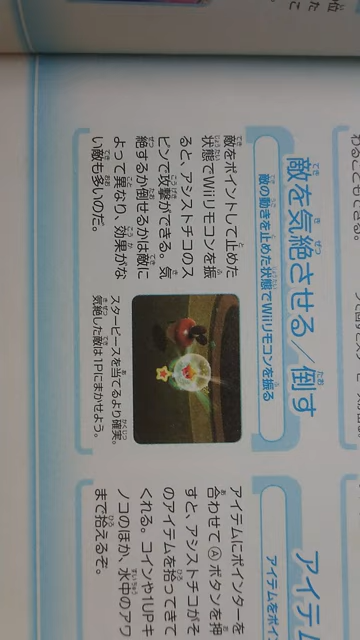 敵を気絶させる／倒す
敵の動きを止めた状態でWiiリモコンを振る
敵をポイントして止めた
状態でWiiリモコンを振
ると、アシストチコのス
ピンで攻撃ができる。気
絶するか倒せるかは敵に
よって異なり、効果がな
い敵も多いのだ。
スターピースを当てるより確実。
気絶した敵は1Pにまかせよう。
アイテム
アイテムをポイン
アイテムにポインターを
合わせてⒶボタンを押
すと、アシストチコがそ
のアイテムを拾ってきて
くれる。コインや1UPキ
ノコのほか、水中のアワ
まで拾えるぞ。